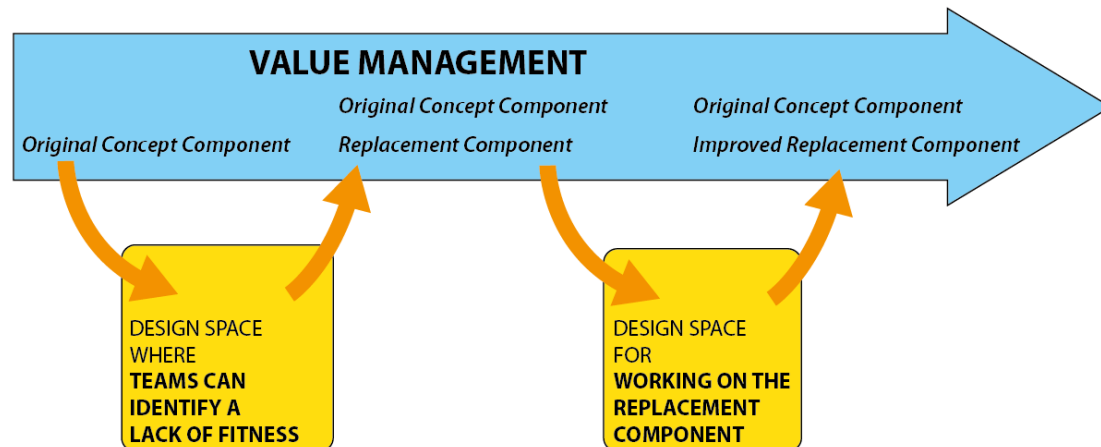 VALUE MANAGEMENT
Original Concept Component
Original Concept Component
Replacement Component
Original Concept Component
Improved Replacement Component
DESIGN SPACE
WHERE
TEAMS CAN
IDENTIFY A
LACK OF FITNESS
DESIGN SPACE
FOR
WORKING ON THE
REPLACEMENT
COMPONENT